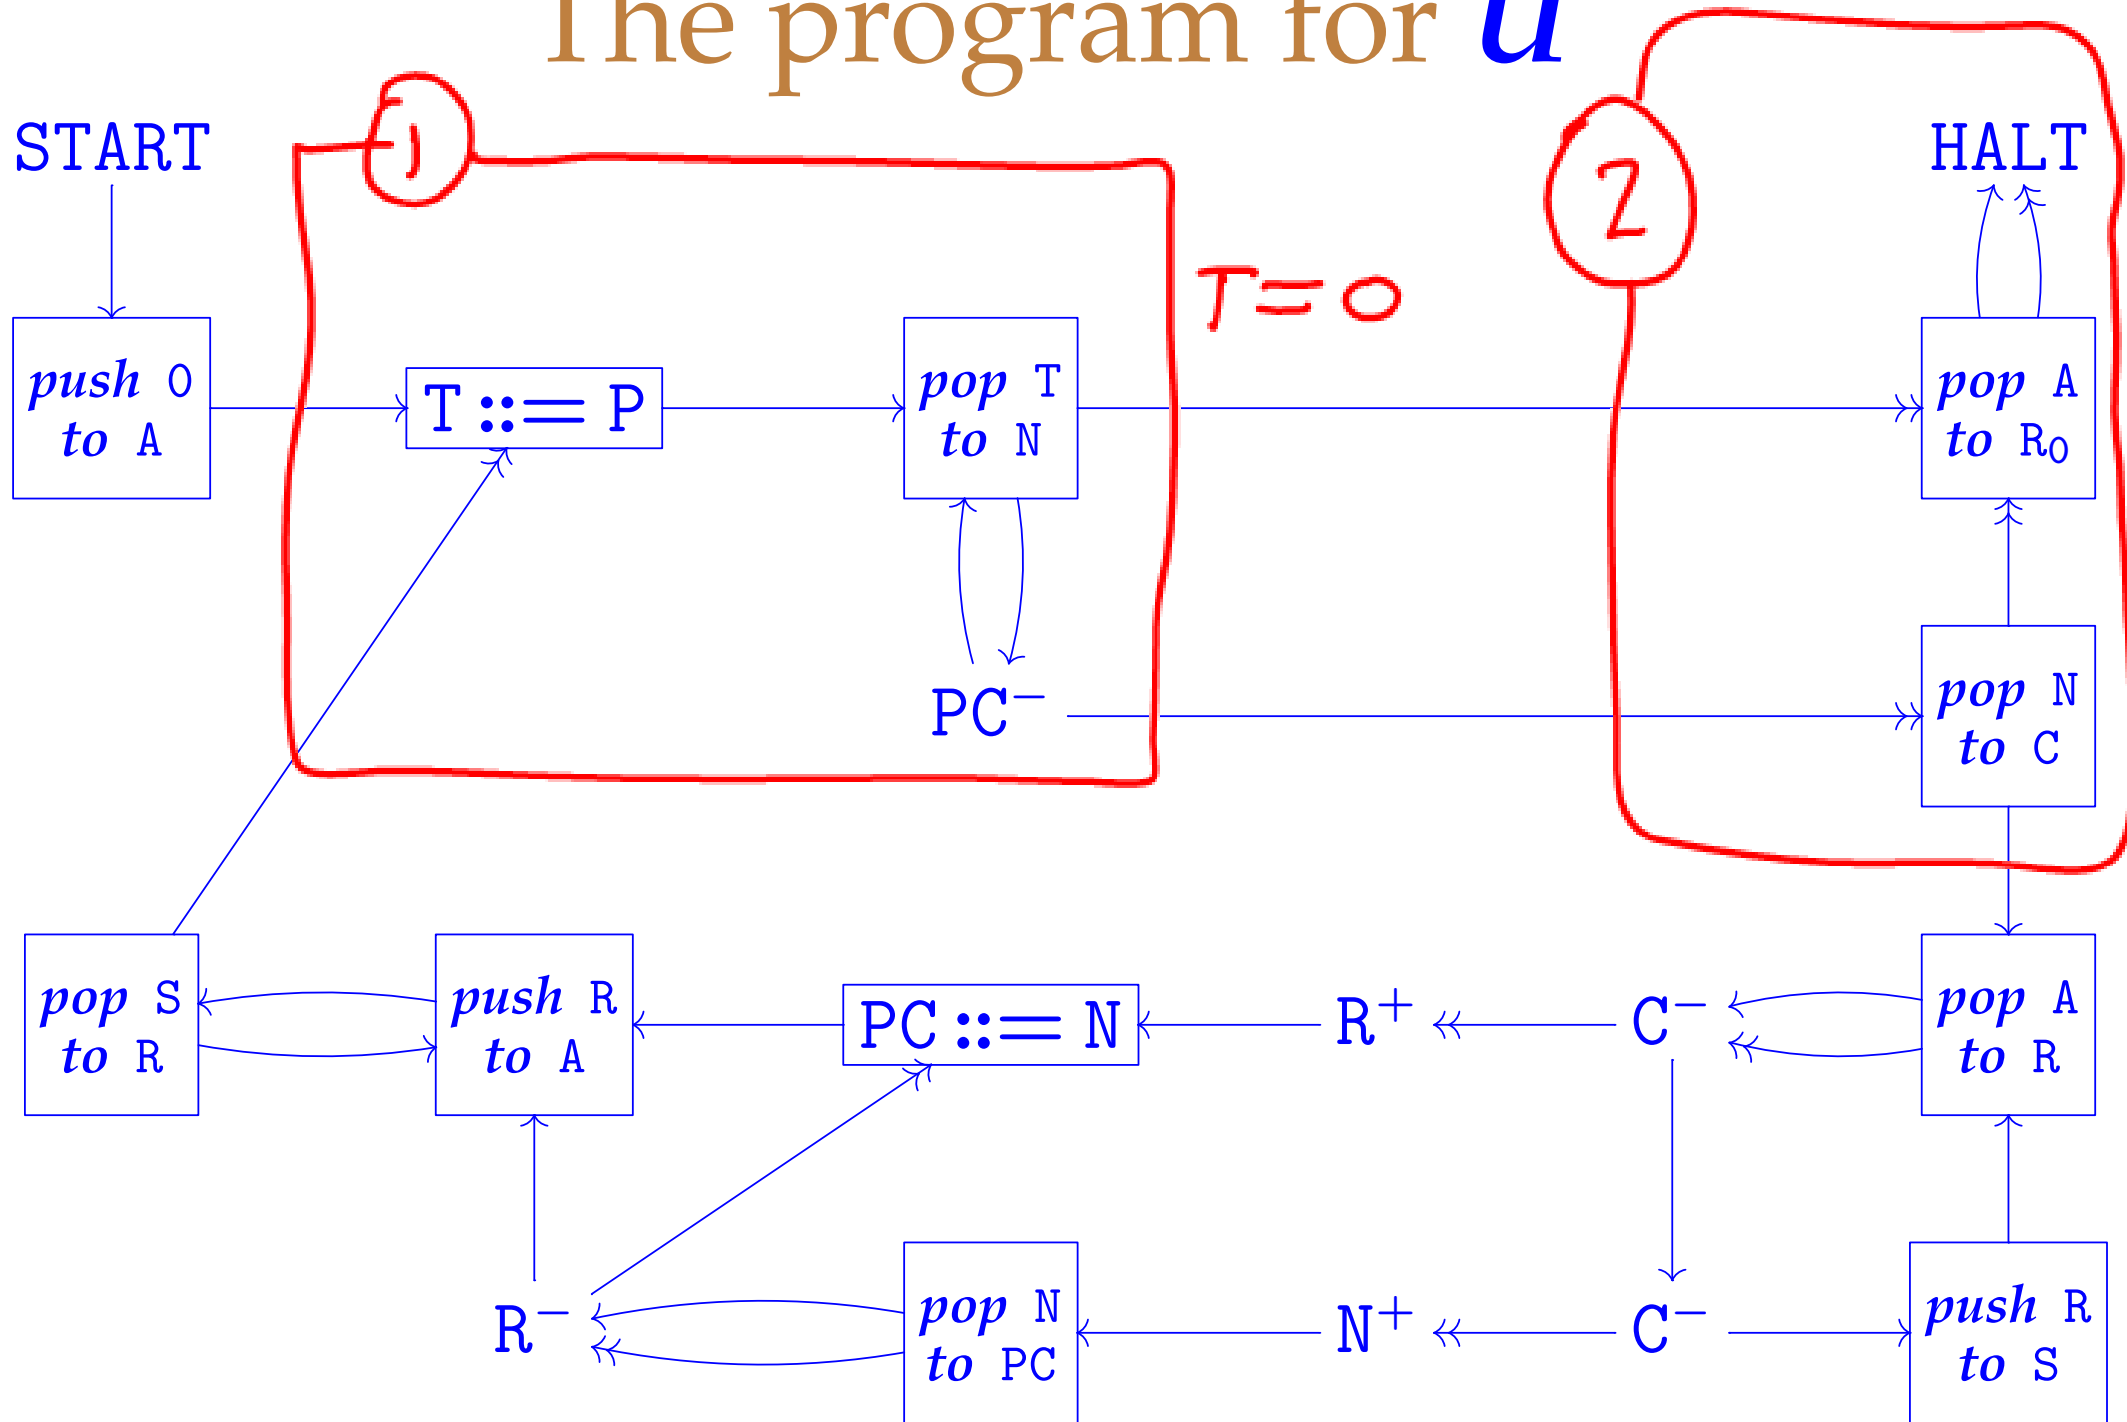 The program for u
1
START
2
HALT
T = 0
push 0
to A
T ::= P
pop T
to N
pop A
to R₀
PC⁻
pop N
to C
pop S
to R
push R
to A
PC ::= N
R⁺
C⁻
pop A
to R
R⁻
pop N
to PC
N⁺
C⁻
push R
to S